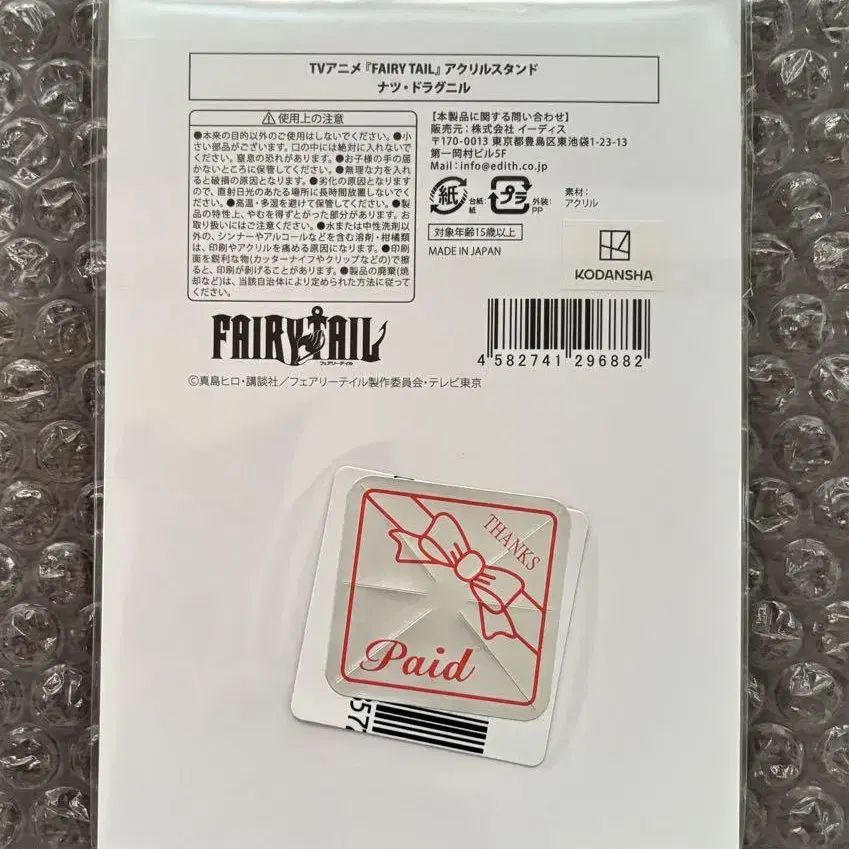 TVアニメ『FAIRY TAIL』アクリルスタンド
ナツ・ドラグニル
⚠使用上の注意
●本来の目的以外のご使用はしないでください。●小
さい部品がございます。口の中には絶対に入れないで
ください。窒息の恐れがあります。●お子様の手の届
かないところに保管してください。●無理な力を入れ
ると破損の原因となります。●劣化の原因となります
ので、直射日光のあたる場所に長時間放置しないでく
ださい。●高温・多湿を避けて保管してください。●製
品の特性上、やむを得ずとがった部分があります。お
取り扱いにはご注意ください。●水または中性洗剤以
外の、シンナーやアルコールなどを含む溶剤・柑橘類
は、印刷やアクリルを痛める原因になります。●印刷
面を鋭利な物(カッターナイフやクリップなどの)で擦
ると、印刷が剥げることがあります。●製品の廃棄(焼
却など)は、当該自治体により定められた方法に従って
ください。
【本製品に関する問い合わせ】
販売元：株式会社 イーディス
〒170-0013 東京都豊島区東池袋1-23-13
第一岡村ビル5F
Mail：info@edith.co.jp
紙 台紙:紙
プラ 外装:PP
素材:
アクリル
対象年齢15歳以上
MADE IN JAPAN
KODANSHA
FAIRY TAIL
フェアリーテイル
4 582741 296882
©真島ヒロ・講談社／フェアリーテイル製作委員会・テレビ東京
THANKS
Paid